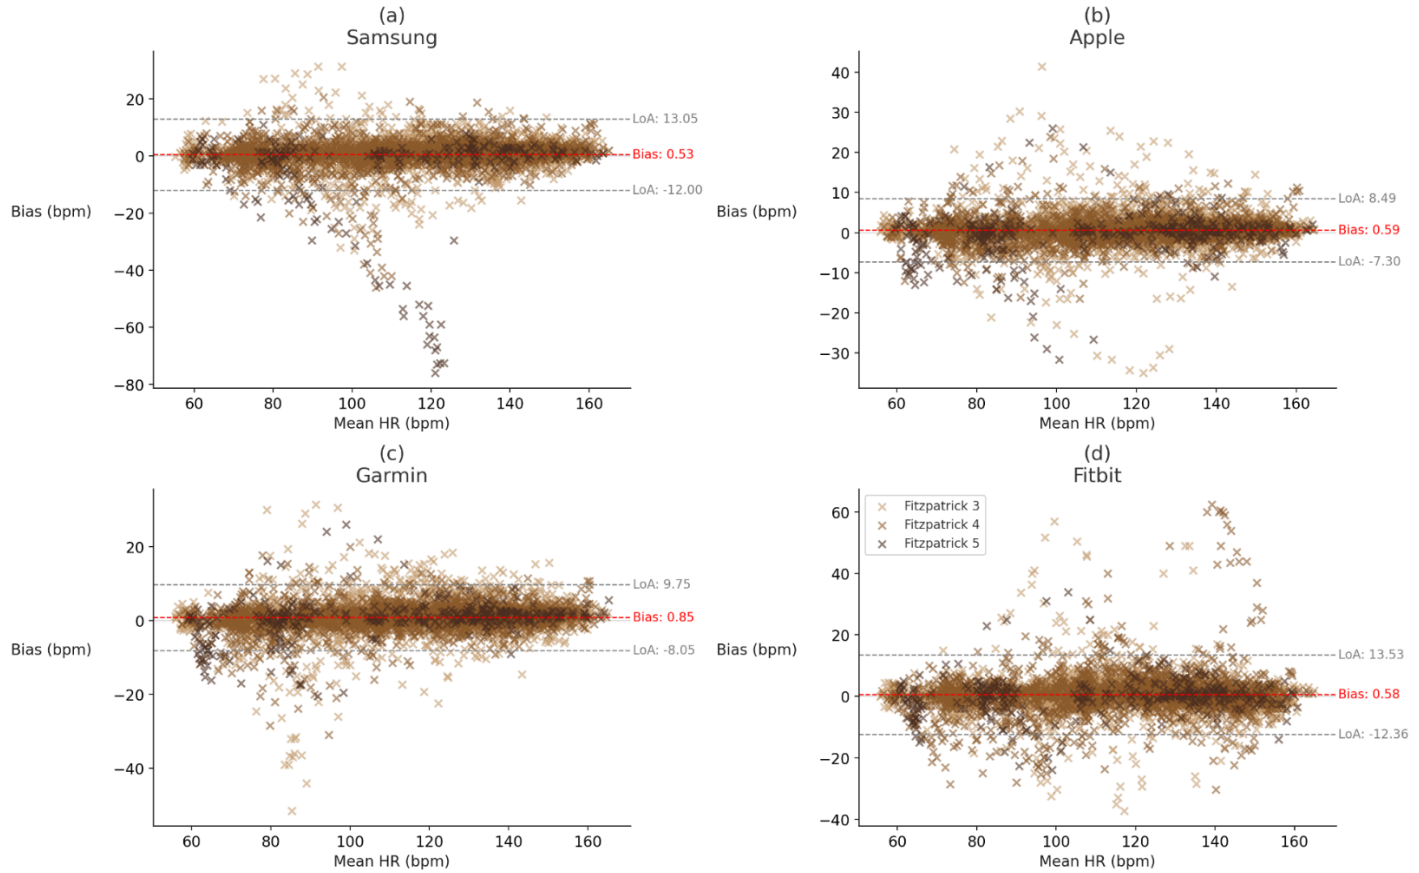 (a)
Samsung
20
0
−20
−40
−60
−80
Bias (bpm)
LoA: 13.05
Bias: 0.53
LoA: -12.00
60 80 100 120 140 160
Mean HR (bpm)
(b)
Apple
40
30
20
10
0
−10
−20
−30
Bias (bpm)
LoA: 8.49
Bias: 0.59
LoA: -7.30
60 80 100 120 140 160
Mean HR (bpm)
(c)
Garmin
20
0
−20
−40
Bias (bpm)
LoA: 9.75
Bias: 0.85
LoA: -8.05
60 80 100 120 140 160
Mean HR (bpm)
(d)
Fitbit
Fitzpatrick 3
Fitzpatrick 4
Fitzpatrick 5
60
40
20
0
−20
−40
Bias (bpm)
LoA: 13.53
Bias: 0.58
LoA: -12.36
60 80 100 120 140 160
Mean HR (bpm)